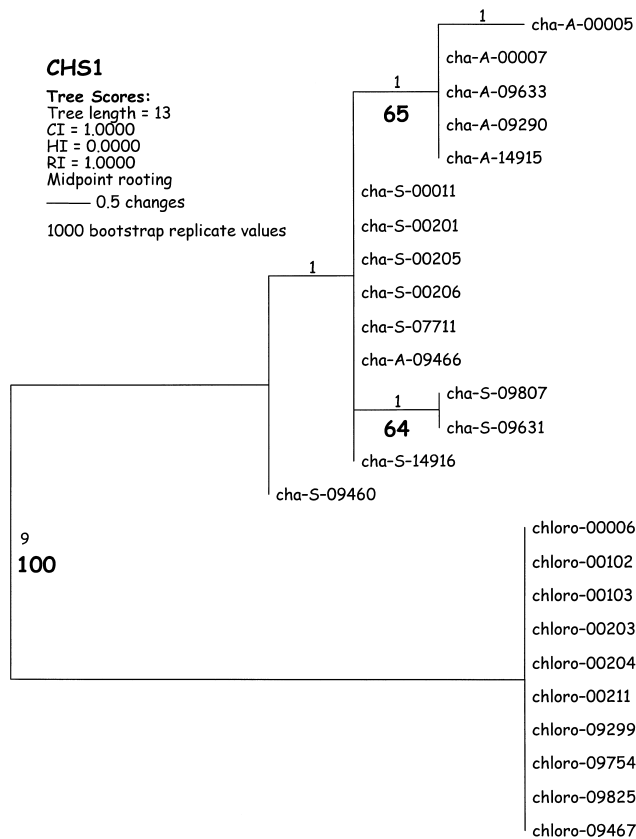 CHS1
Tree Scores:
Tree length = 13
CI = 1.0000
HI = 0.0000
RI = 1.0000
Midpoint rooting
0.5 changes
1000 bootstrap replicate values
1
cha-A-00005
cha-A-00007
1
cha-A-09633
65
cha-A-09290
cha-A-14915
cha-S-00011
cha-S-00201
cha-S-00205
1
cha-S-00206
cha-S-07711
cha-A-09466
cha-S-09807
1
64
cha-S-09631
cha-S-14916
cha-S-09460
chloro-00006
9
100
chloro-00102
chloro-00103
chloro-00203
chloro-00204
chloro-00211
chloro-09299
chloro-09754
chloro-09825
chloro-09467